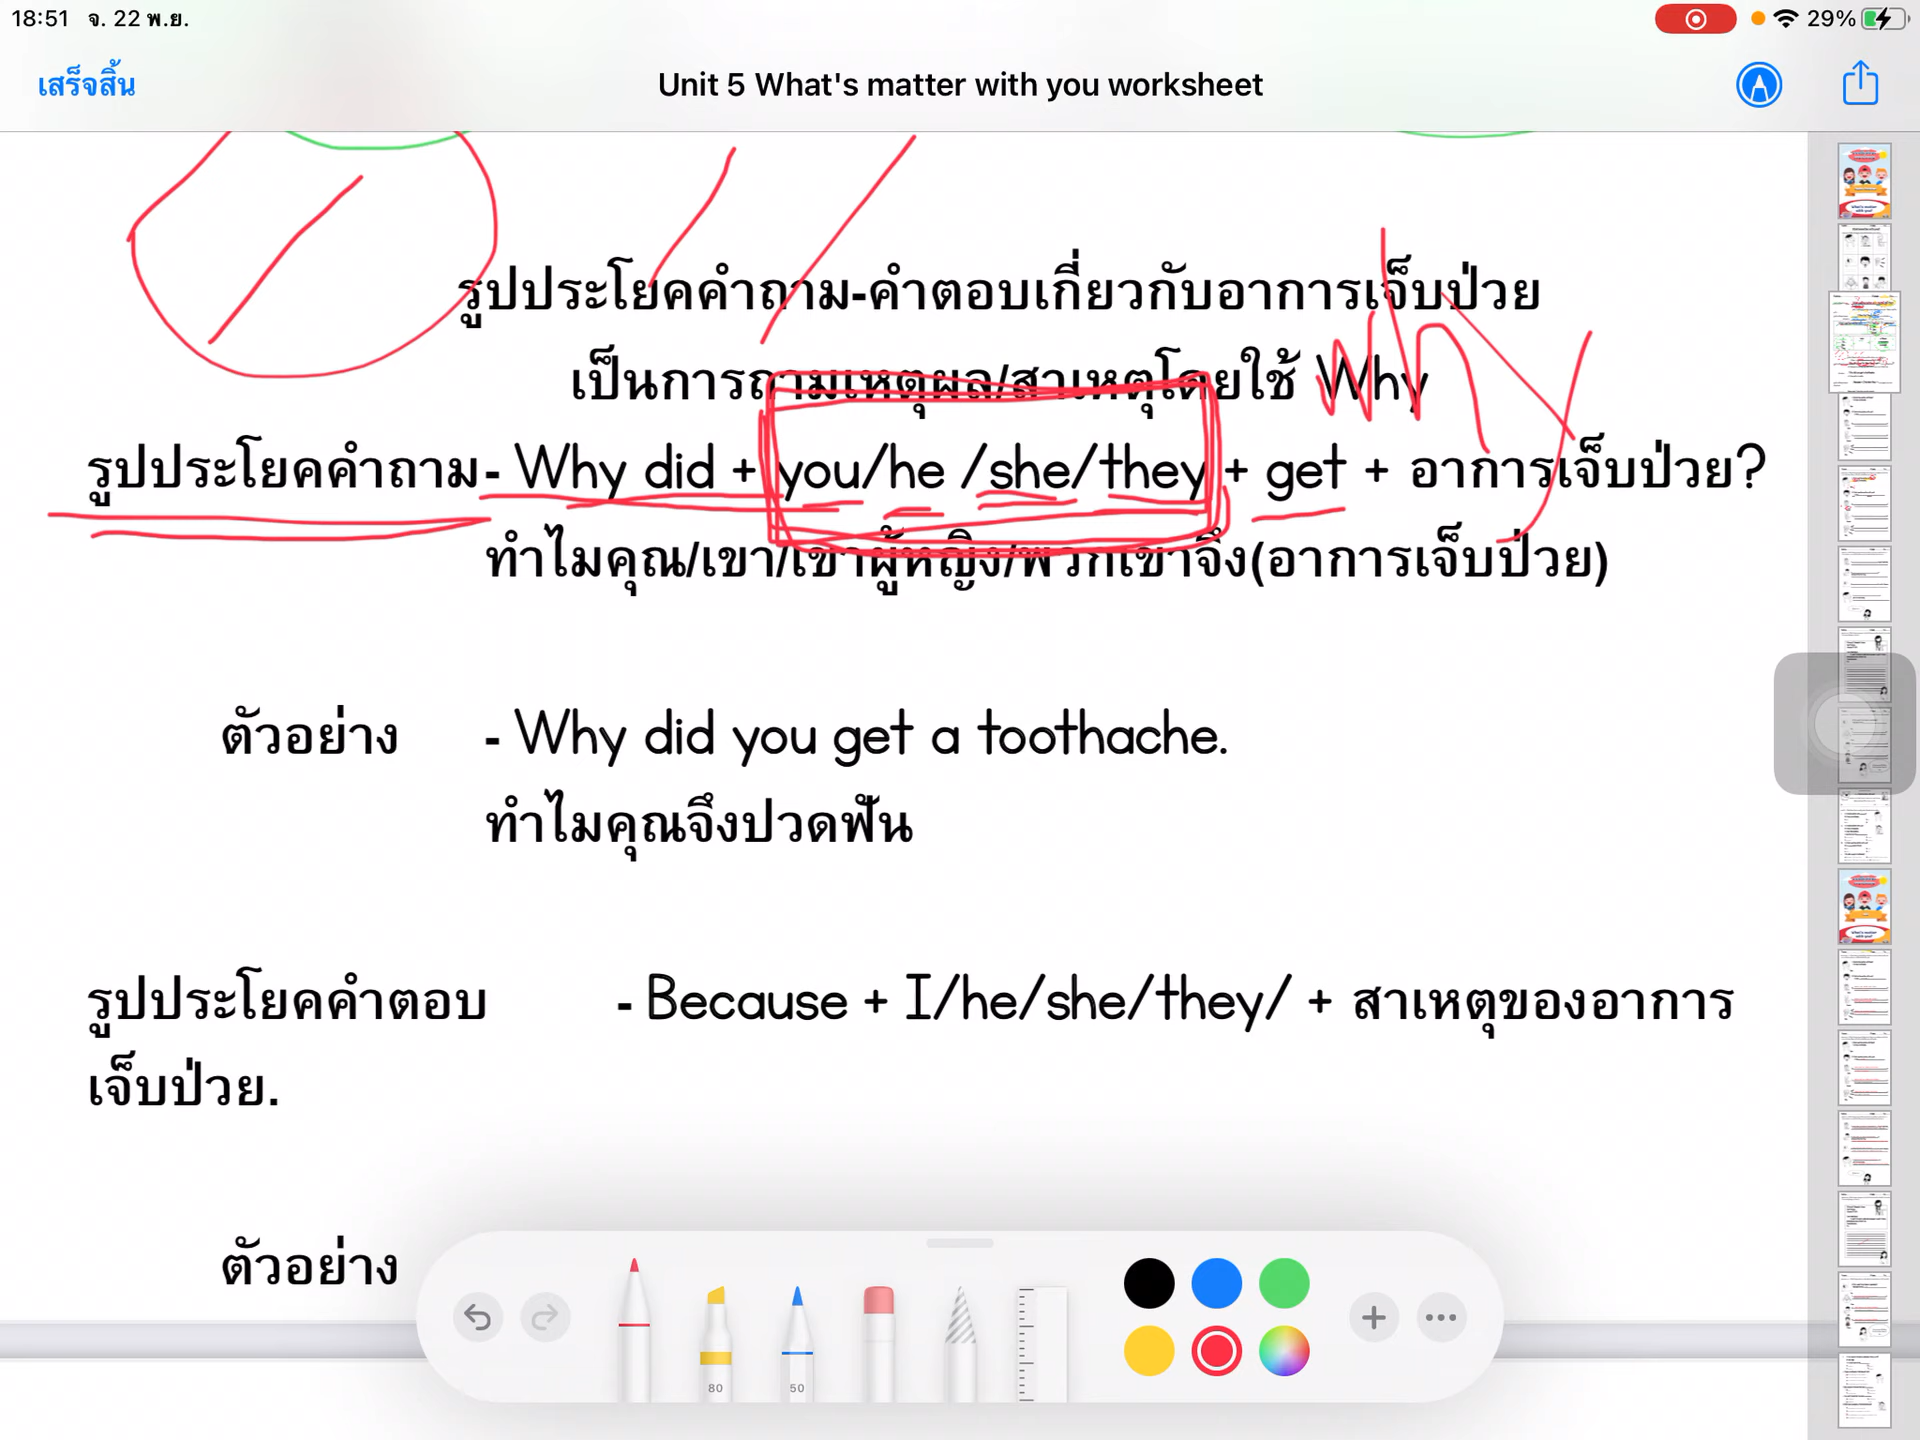 18:51 จ. 22 พ.ย.
29%
เสร็จสิ้น
Unit 5 What's matter with you worksheet
รูปประโยคคำถาม-คำตอบเกี่ยวกับอาการเจ็บป่วย
เป็นการถามเหตุผล/สาเหตุโดยใช้ Why
why
รูปประโยคคำถาม- Why did + you/he /she/they + get + อาการเจ็บป่วย?
ทำไมคุณ/เขา/เขาผู้หญิง/พวกเขาจึง(อาการเจ็บป่วย)
ตัวอย่าง - Why did you get a toothache.
ทำไมคุณจึงปวดฟัน
รูปประโยคคำตอบ - Because + I/he/she/they/ + สาเหตุของอาการ
เจ็บป่วย.
ตัวอย่าง
80
50